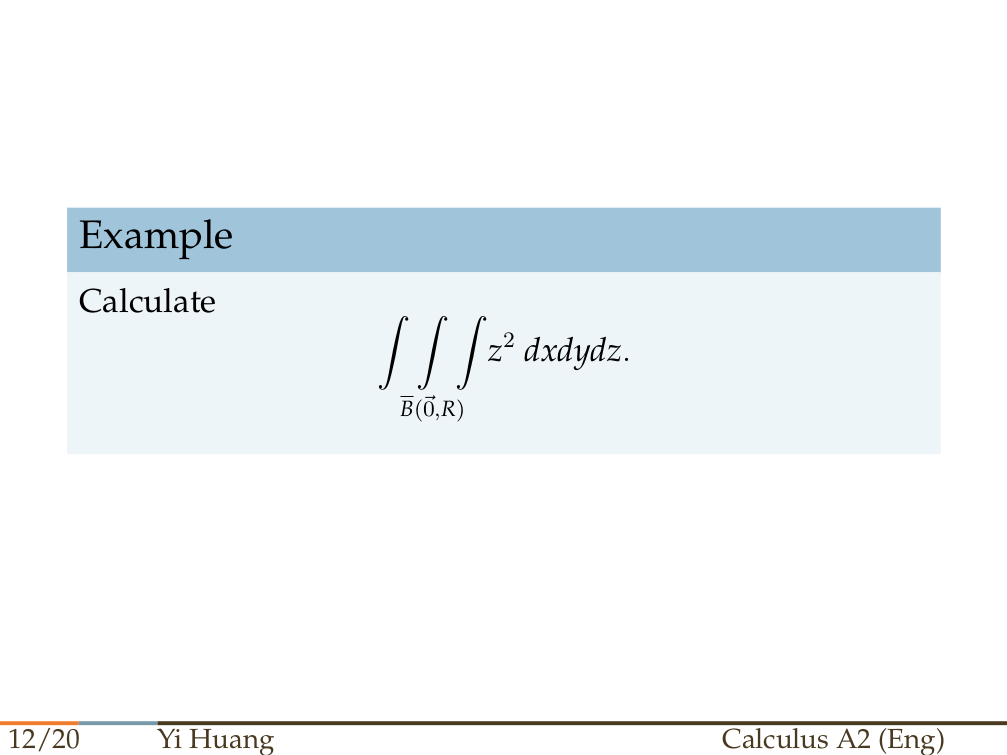 Example
Calculate
∫∫∫ z² dxdydz.
B̅(0⃗,R)
12/20 Yi Huang Calculus A2 (Eng)